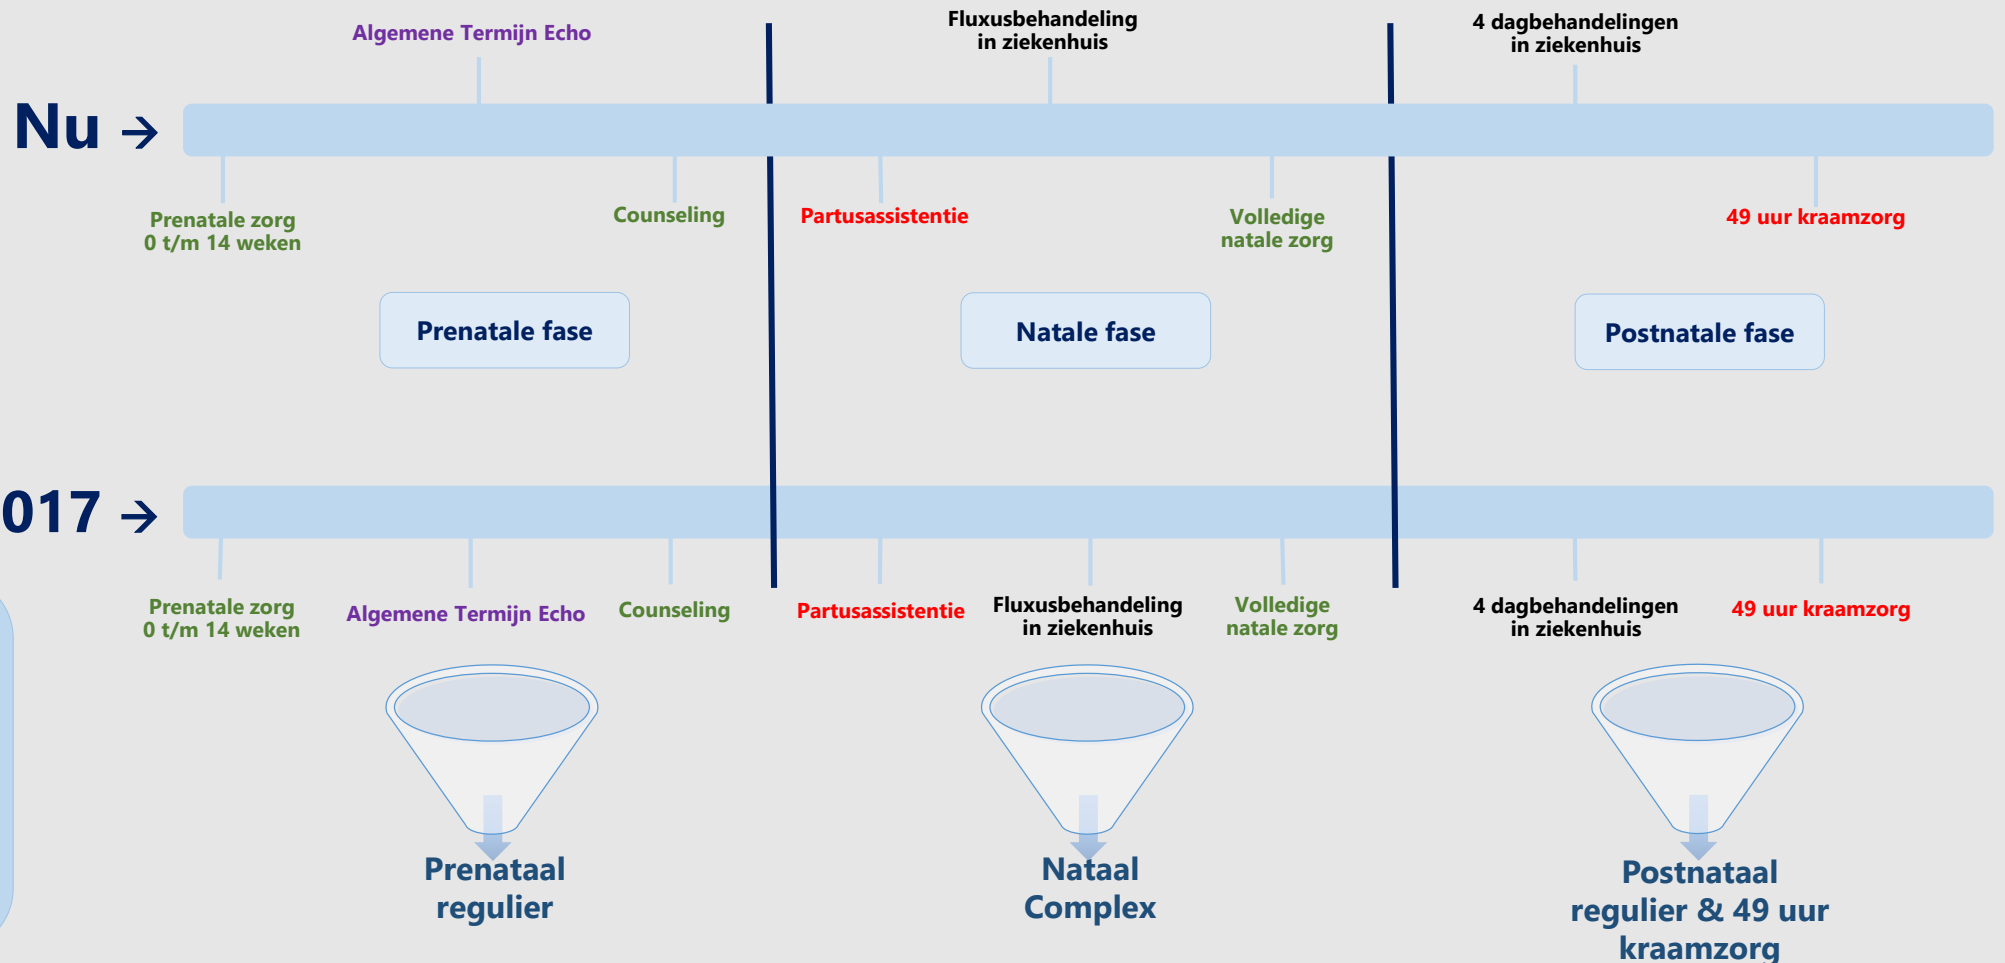 Algemene Termijn Echo
Fluxusbehandeling
in ziekenhuis
4 dagbehandelingen
in ziekenhuis
Nu →
Prenatale zorg
0 t/m 14 weken
Counseling
Partusassistentie
Volledige
natale zorg
49 uur kraamzorg
Prenatale fase
Natale fase
Postnatale fase
017 →
Prenatale zorg
0 t/m 14 weken
Algemene Termijn Echo
Counseling
Partusassistentie
Fluxusbehandeling
in ziekenhuis
Volledige
natale zorg
4 dagbehandelingen
in ziekenhuis
49 uur kraamzorg
Prenataal
regulier
Nataal
Complex
Postnataal
regulier & 49 uur
kraamzorg